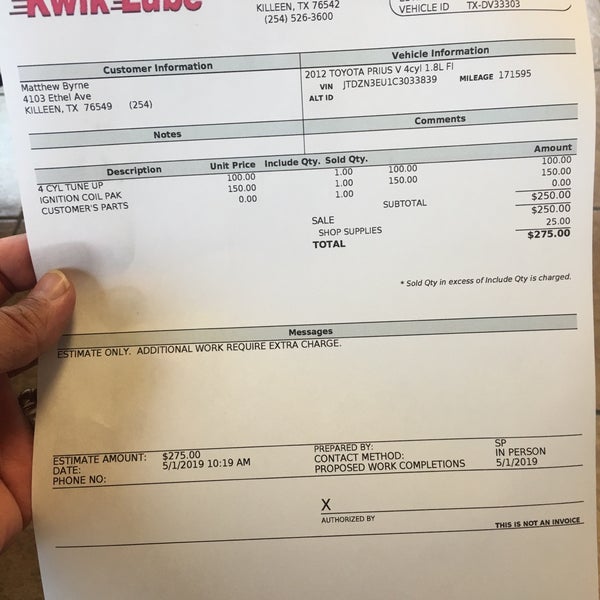 Kwik Lube
KILLEEN, TX 76542
(254) 526-3600
VEHICLE ID TX-DV33303
Customer Information
Vehicle Information
Matthew Byrne
4103 Ethel Ave
KILLEEN, TX 76549 (254)
2012 TOYOTA PRIUS V 4cyl 1.8L FI
VIN JTDZN3EU1C3033839 MILEAGE 171595
ALT ID
Notes
Comments
Description Unit Price Include Qty. Sold Qty. Amount
4 CYL TUNE UP 100.00 1.00 100.00 100.00
IGNITION COIL PAK 150.00 1.00 150.00 150.00
CUSTOMER'S PARTS 0.00 1.00 0.00
SUBTOTAL $250.00
SALE $250.00
SHOP SUPPLIES 25.00
TOTAL $275.00
* Sold Qty in excess of Include Qty is charged.
Messages
ESTIMATE ONLY. ADDITIONAL WORK REQUIRE EXTRA CHARGE.
ESTIMATE AMOUNT: $275.00
DATE: 5/1/2019 10:19 AM
PHONE NO:
PREPARED BY: SP
CONTACT METHOD: IN PERSON
PROPOSED WORK COMPLETIONS 5/1/2019
X
AUTHORIZED BY
THIS IS NOT AN INVOICE